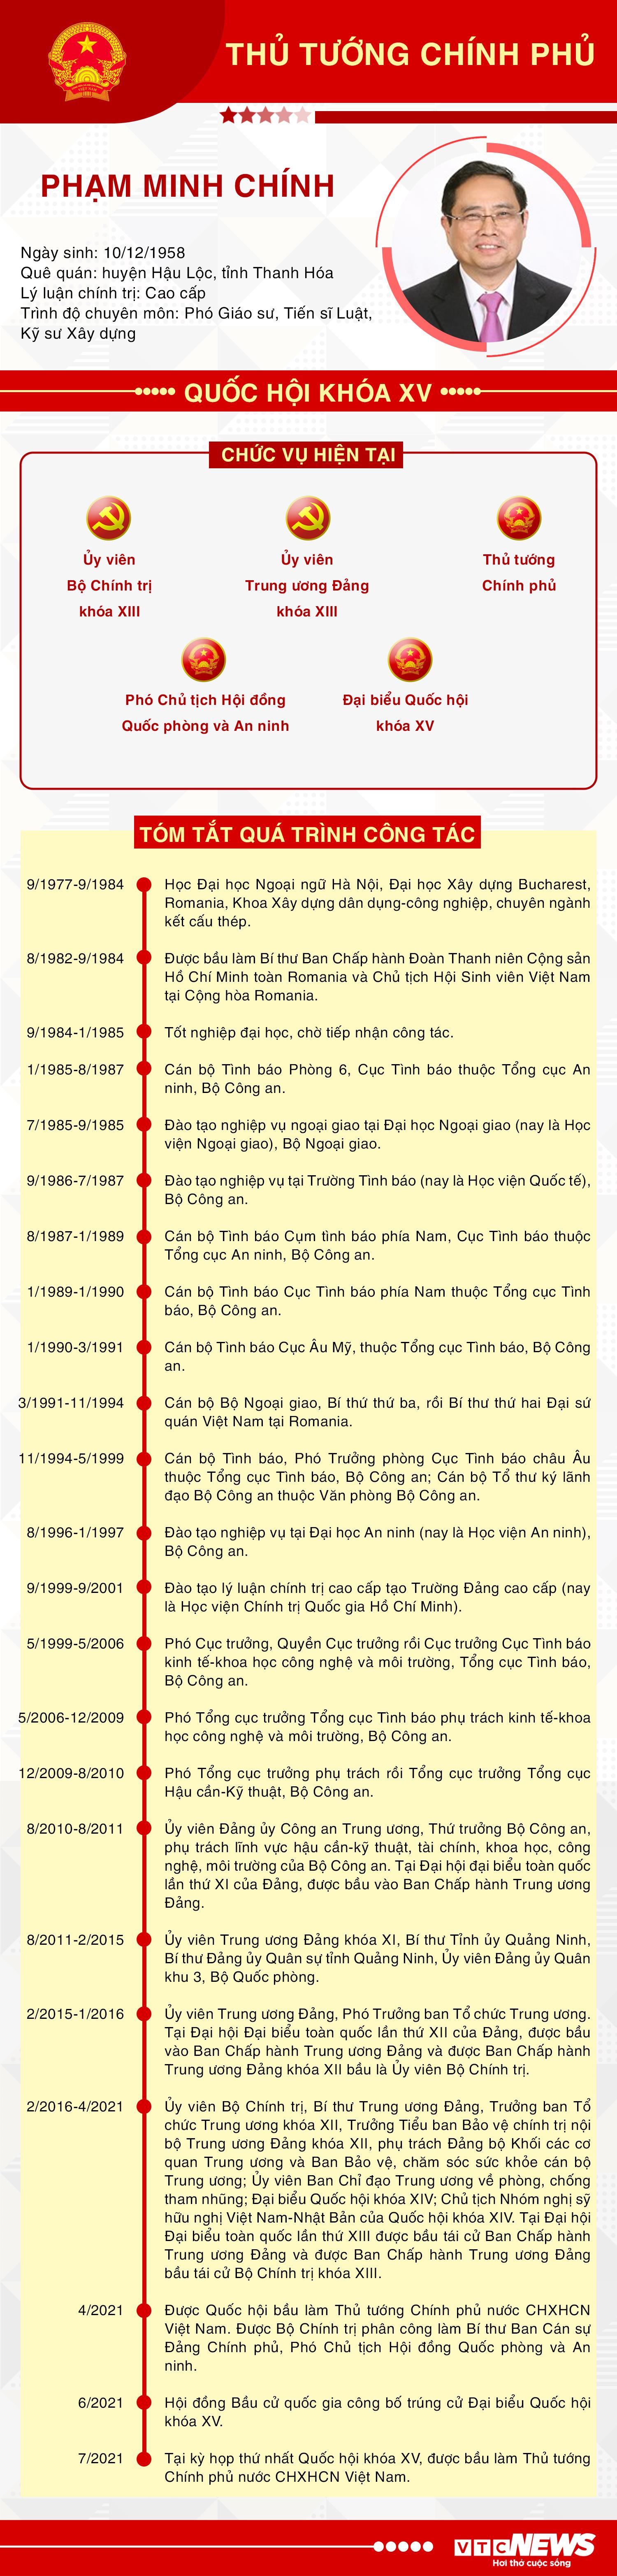 THỦ TƯỚNG CHÍNH PHỦ
PHẠM MINH CHÍNH
Ngày sinh: 10/12/1958
Quê quán: huyện Hậu Lộc, tỉnh Thanh Hóa
Lý luận chính trị: Cao cấp
Trình độ chuyên môn: Phó Giáo sư, Tiến sĩ Luật,
Kỹ sư Xây dựng
QUỐC HỘI KHÓA XV
CHỨC VỤ HIỆN TẠI
Ủy viên
Bộ Chính trị
khóa XIII
Ủy viên
Trung ương Đảng
khóa XIII
Thủ tướng
Chính phủ
Phó Chủ tịch Hội đồng
Quốc phòng và An ninh
Đại biểu Quốc hội
khóa XV
TÓM TẮT QUÁ TRÌNH CÔNG TÁC
9/1977-9/1984
Học Đại học Ngoại ngữ Hà Nội, Đại học Xây dựng Bucharest,
Romania, Khoa Xây dựng dân dụng-công nghiệp, chuyên ngành
kết cấu thép.
8/1982-9/1984
Được bầu làm Bí thư Ban Chấp hành Đoàn Thanh niên Cộng sản
Hồ Chí Minh toàn Romania và Chủ tịch Hội Sinh viên Việt Nam
tại Cộng hòa Romania.
9/1984-1/1985
Tốt nghiệp đại học, chờ tiếp nhận công tác.
1/1985-8/1987
Cán bộ Tình báo Phòng 6, Cục Tình báo thuộc Tổng cục An
ninh, Bộ Công an.
7/1985-9/1985
Đào tạo nghiệp vụ ngoại giao tại Đại học Ngoại giao (nay là Học
viện Ngoại giao), Bộ Ngoại giao.
9/1986-7/1987
Đào tạo nghiệp vụ tại Trường Tình báo (nay là Học viện Quốc tế),
Bộ Công an.
8/1987-1/1989
Cán bộ Tình báo Cụm tình báo phía Nam, Cục Tình báo thuộc
Tổng cục An ninh, Bộ Công an.
1/1989-1/1990
Cán bộ Tình báo Cục Tình báo phía Nam thuộc Tổng cục Tình
báo, Bộ Công an.
1/1990-3/1991
Cán bộ Tình báo Cục Âu Mỹ, thuộc Tổng cục Tình báo, Bộ Công
an.
3/1991-11/1994
Cán bộ Bộ Ngoại giao, Bí thứ thứ ba, rồi Bí thư thứ hai Đại sứ
quán Việt Nam tại Romania.
11/1994-5/1999
Cán bộ Tình báo, Phó Trưởng phòng Cục Tình báo châu Âu
thuộc Tổng cục Tình báo, Bộ Công an; Cán bộ Tổ thư ký lãnh
đạo Bộ Công an thuộc Văn phòng Bộ Công an.
8/1996-1/1997
Đào tạo nghiệp vụ tại Đại học An ninh (nay là Học viện An ninh),
Bộ Công an.
9/1999-9/2001
Đào tạo lý luận chính trị cao cấp tạo Trường Đảng cao cấp (nay
là Học viện Chính trị Quốc gia Hồ Chí Minh).
5/1999-5/2006
Phó Cục trưởng, Quyền Cục trưởng rồi Cục trưởng Cục Tình báo
kinh tế-khoa học công nghệ và môi trường, Tổng cục Tình báo,
Bộ Công an.
5/2006-12/2009
Phó Tổng cục trưởng Tổng cục Tình báo phụ trách kinh tế-khoa
học công nghệ và môi trường, Bộ Công an.
12/2009-8/2010
Phó Tổng cục trưởng phụ trách rồi Tổng cục trưởng Tổng cục
Hậu cần-Kỹ thuật, Bộ Công an.
8/2010-8/2011
Ủy viên Đảng ủy Công an Trung ương, Thứ trưởng Bộ Công an,
phụ trách lĩnh vực hậu cần-kỹ thuật, tài chính, khoa học, công
nghệ, môi trường của Bộ Công an. Tại Đại hội đại biểu toàn quốc
lần thứ XI của Đảng, được bầu vào Ban Chấp hành Trung ương
Đảng.
8/2011-2/2015
Ủy viên Trung ương Đảng khóa XI, Bí thư Tỉnh ủy Quảng Ninh,
Bí thư Đảng ủy Quân sự tỉnh Quảng Ninh, Ủy viên Đảng ủy Quân
khu 3, Bộ Quốc phòng.
2/2015-1/2016
Ủy viên Trung ương Đảng, Phó Trưởng ban Tổ chức Trung ương.
Tại Đại hội Đại biểu toàn quốc lần thứ XII của Đảng, được bầu
vào Ban Chấp hành Trung ương Đảng và được Ban Chấp hành
Trung ương Đảng khóa XII bầu là Ủy viên Bộ Chính trị.
2/2016-4/2021
Ủy viên Bộ Chính trị, Bí thư Trung ương Đảng, Trưởng ban Tổ
chức Trung ương khóa XII, Trưởng Tiểu ban Bảo vệ chính trị nội
bộ Trung ương Đảng khóa XII, phụ trách Đảng bộ Khối các cơ
quan Trung ương và Ban Bảo vệ, chăm sóc sức khỏe cán bộ
Trung ương; Ủy viên Ban Chỉ đạo Trung ương về phòng, chống
tham nhũng; Đại biểu Quốc hội khóa XIV; Chủ tịch Nhóm nghị sỹ
hữu nghị Việt Nam-Nhật Bản của Quốc hội khóa XIV. Tại Đại hội
Đại biểu toàn quốc lần thứ XIII được bầu tái cử Ban Chấp hành
Trung ương Đảng và được Ban Chấp hành Trung ương Đảng
bầu tái cử Bộ Chính trị khóa XIII.
4/2021
Được Quốc hội bầu làm Thủ tướng Chính phủ nước CHXHCN
Việt Nam. Được Bộ Chính trị phân công làm Bí thư Ban Cán sự
Đảng Chính phủ, Phó Chủ tịch Hội đồng Quốc phòng và An
ninh.
6/2021
Hội đồng Bầu cử quốc gia công bố trúng cử Đại biểu Quốc hội
khóa XV.
7/2021
Tại kỳ họp thứ nhất Quốc hội khóa XV, được bầu làm Thủ tướng
Chính phủ nước CHXHCN Việt Nam.
VTC NEWS
Hơi thở cuộc sống